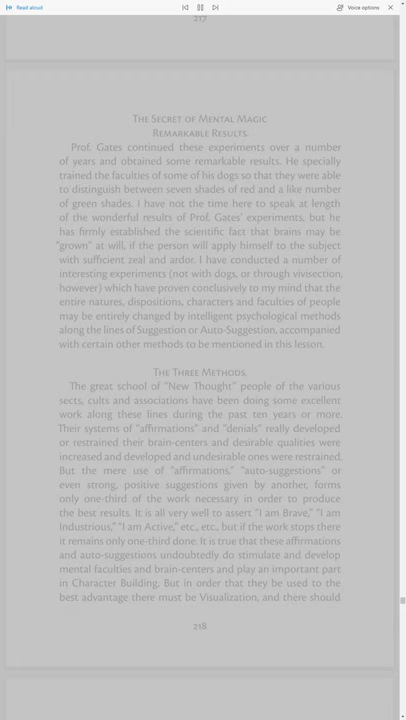 Read aloud
Voice options
217
The Secret of Mental Magic
Remarkable Results.
Prof. Gates continued these experiments over a number
of years and obtained some remarkable results. He specially
trained the faculties of some of his dogs so that they were able
to distinguish between seven shades of red and a like number
of green shades. I have not the time here to speak at length
of the wonderful results of Prof. Gates' experiments, but he
has firmly established the scientific fact that brains may be
"grown" at will, if the person will apply himself to the subject
with sufficient zeal and ardor. I have conducted a number of
interesting experiments (not with dogs, or through vivisection,
however) which have proven conclusively to my mind that the
entire natures, dispositions, characters and faculties of people
may be entirely changed by intelligent psychological methods
along the lines of Suggestion or Auto-Suggestion, accompanied
with certain other methods to be mentioned in this lesson.
The Three Methods.
The great school of "New Thought" people of the various
sects, cults and associations have been doing some excellent
work along these lines during the past ten years or more.
Their systems of "affirmations" and "denials" really developed
or restrained their brain-centers and desirable qualities were
increased and developed and undesirable ones were restrained.
But the mere use of "affirmations," "auto-suggestions" or
even strong, positive suggestions given by another, forms
only one-third of the work necessary in order to produce
the best results. It is all very well to assert "I am Brave," "I am
Industrious," "I am Active," etc., etc., but if the work stops there
it remains only one-third done. It is true that these affirmations
and auto-suggestions undoubtedly do stimulate and develop
mental faculties and brain-centers and play an important part
in Character Building. But in order that they be used to the
best advantage there must be Visualization, and there should
218